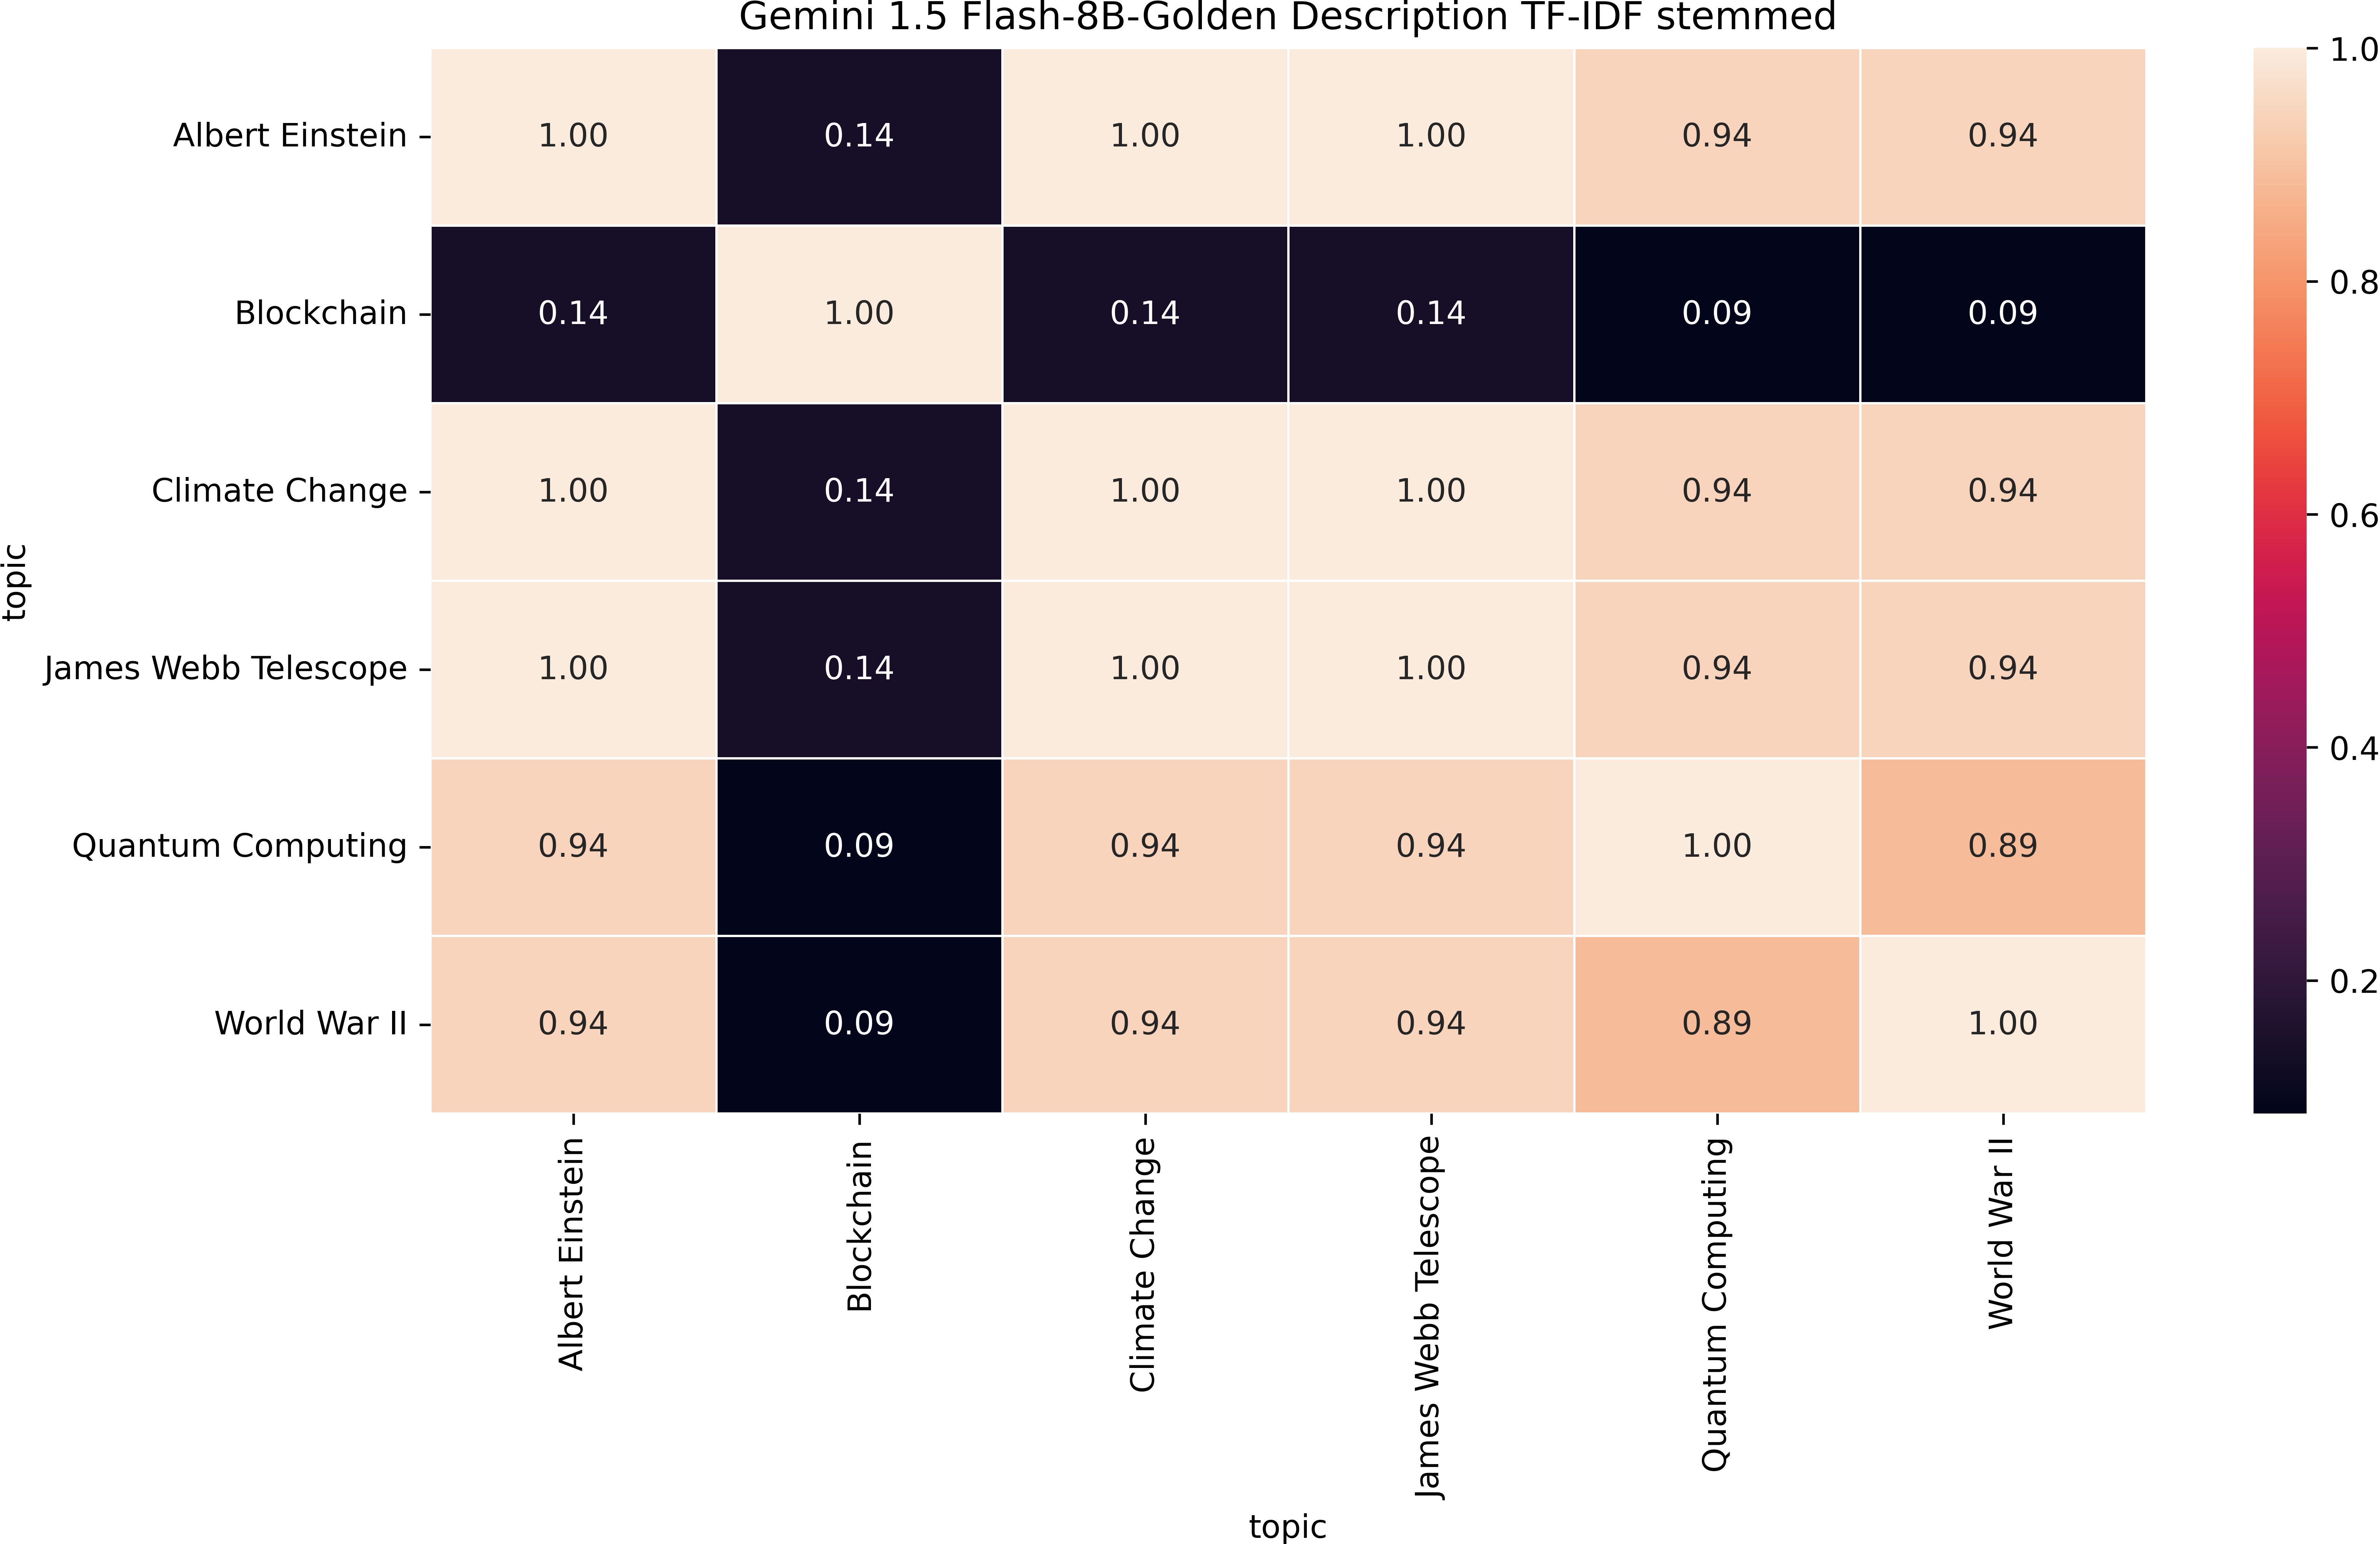 Gemini 1.5 Flash-8B-Golden Description TF-IDF stemmed
Albert Einstein 1.00 0.14 1.00 1.00 0.94 0.94
Blockchain 0.14 1.00 0.14 0.14 0.09 0.09
Climate Change 1.00 0.14 1.00 1.00 0.94 0.94
James Webb Telescope 1.00 0.14 1.00 1.00 0.94 0.94
Quantum Computing 0.94 0.09 0.94 0.94 1.00 0.89
World War II 0.94 0.09 0.94 0.94 0.89 1.00
topic
Albert Einstein
Blockchain
Climate Change
James Webb Telescope
Quantum Computing
World War II
topic
1.0
0.8
0.6
0.4
0.2